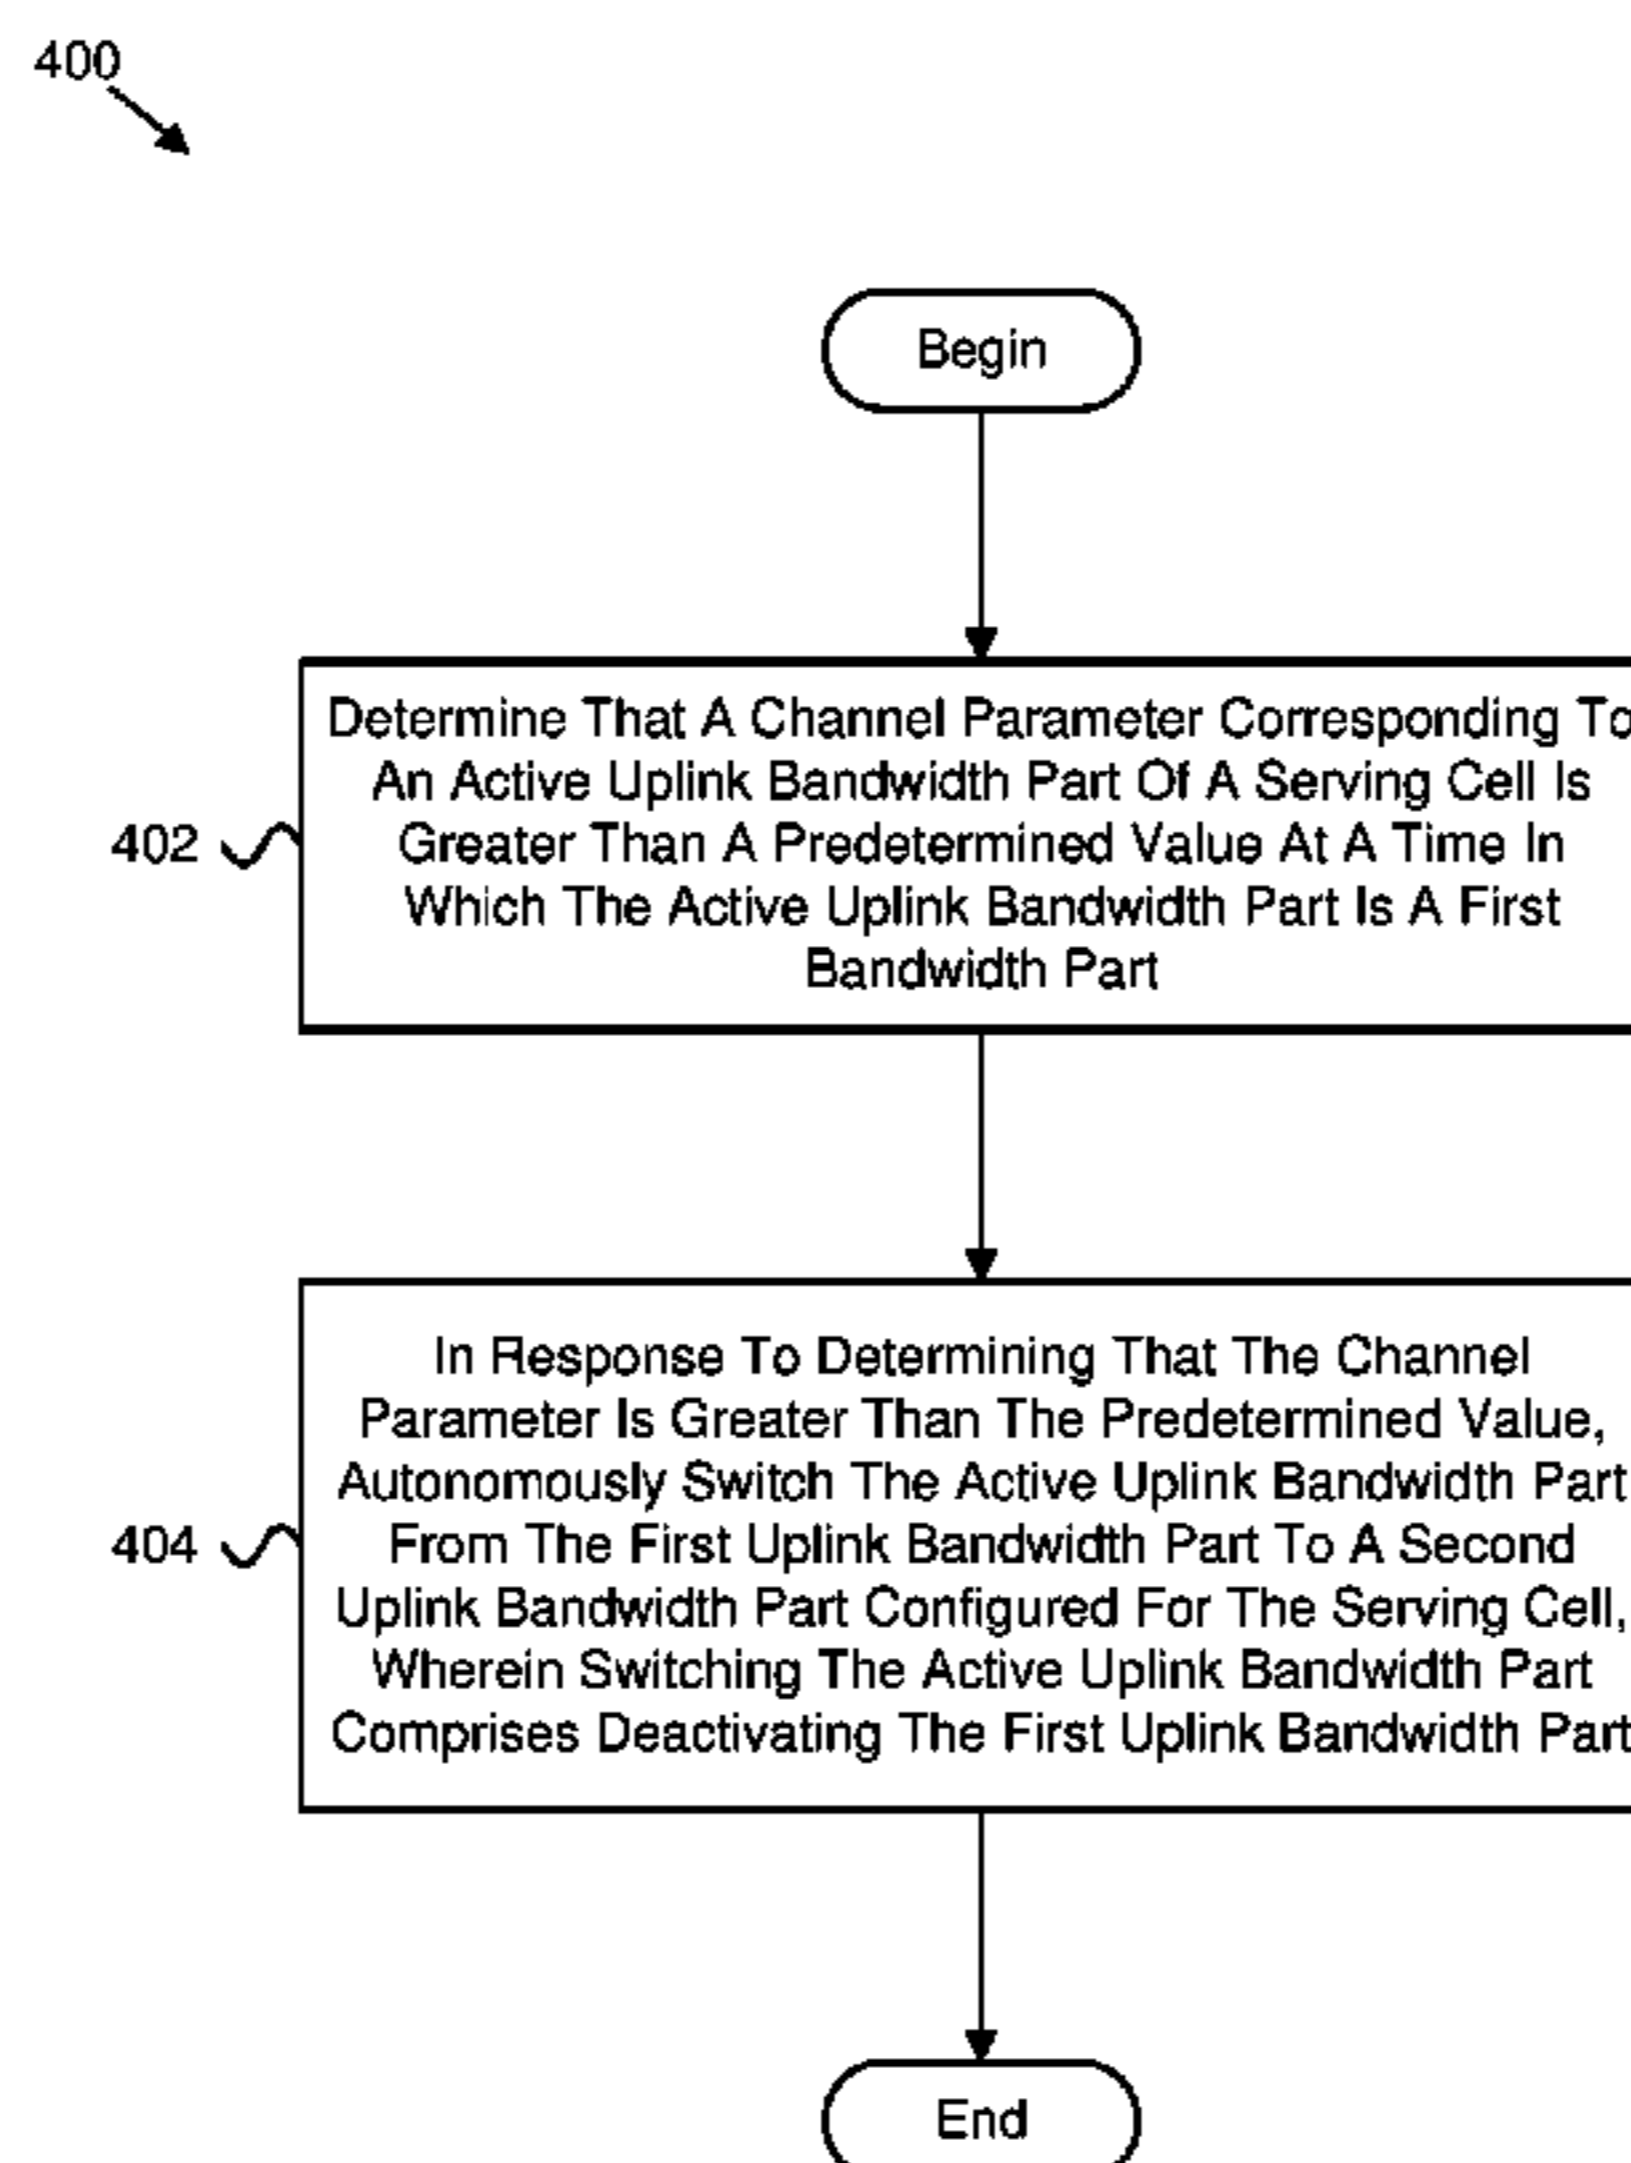 400
Begin
Determine That A Channel Parameter Corresponding To
An Active Uplink Bandwidth Part Of A Serving Cell Is
Greater Than A Predetermined Value At A Time In
Which The Active Uplink Bandwidth Part Is A First
Bandwidth Part
402
In Response To Determining That The Channel
Parameter Is Greater Than The Predetermined Value,
Autonomously Switch The Active Uplink Bandwidth Part
From The First Uplink Bandwidth Part To A Second
Uplink Bandwidth Part Configured For The Serving Cell,
Wherein Switching The Active Uplink Bandwidth Part
Comprises Deactivating The First Uplink Bandwidth Part
404
End